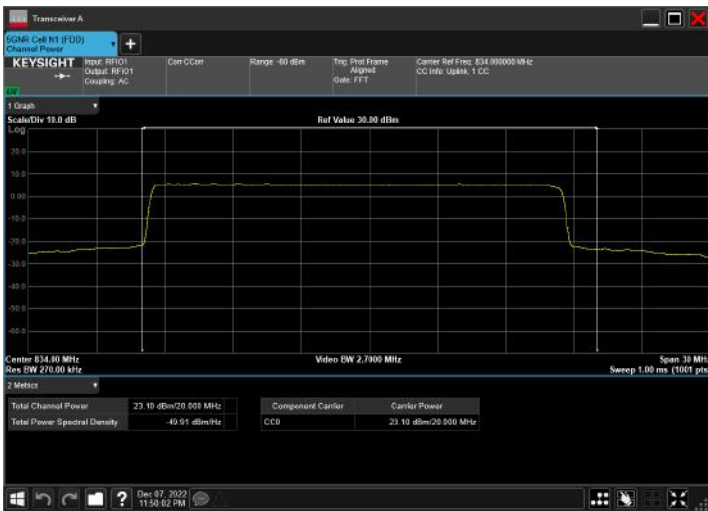 Transceiver A
5GNR Cell N1 (FDD)
Channel Power
KEYSIGHT
Input: RFIO1
Output: RFIO1
Coupling: AC
Corr CCorr
Range: -60 dBm
Trig: Prot Frame
Aligned
Gate: FFT
Carrier Ref Freq: 834.000000 MHz
CC Info: Uplink, 1 CC
1 Graph
Scale/Div 10.0 dB
Ref Value 30.00 dBm
Log
20.0
10.0
0.00
-10.0
-20.0
-30.0
-50.0
-60.0
Center 834.00 MHz
Video BW 2.7000 MHz
Span 30 MHz
Res BW 270.00 kHz
Sweep 1.00 ms (1001 pts
2 Metrics
Total Channel Power 23.10 dBm/20.000 MHz
Total Power Spectral Density -49.91 dBm/Hz
Component Carrier Carrier Power
CC0 23.10 dBm/20.000 MHz
Dec 07, 2022
11:50:02 PM